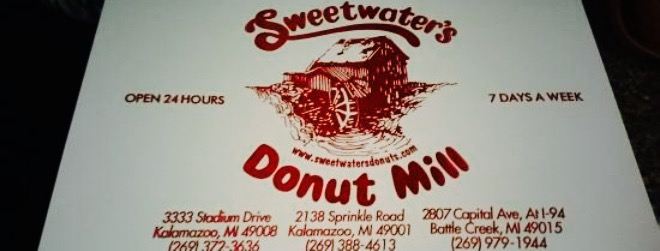 Sweetwater's
OPEN 24 HOURS
7 DAYS A WEEK
www.sweetwatersdonuts.com
Donut Mill
3333 Stadium Drive
Kalamazoo, MI 49008
(269) 372-3636
2138 Sprinkle Road
Kalamazoo, MI 49001
(269) 388-4613
2807 Capital Ave, At I-94
Battle Creek, MI 49015
(269) 979-1944